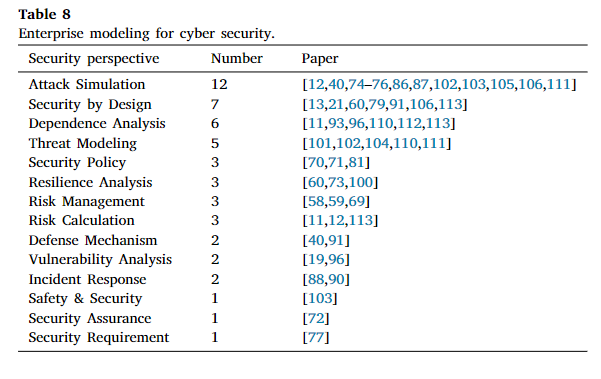 Table 8
Enterprise modeling for cyber security.
Security perspective Number Paper
Attack Simulation 12 [12,40,74–76,86,87,102,103,105,106,111]
Security by Design 7 [13,21,60,79,91,106,113]
Dependence Analysis 6 [11,93,96,110,112,113]
Threat Modeling 5 [101,102,104,110,111]
Security Policy 3 [70,71,81]
Resilience Analysis 3 [60,73,100]
Risk Management 3 [58,59,69]
Risk Calculation 3 [11,12,113]
Defense Mechanism 2 [40,91]
Vulnerability Analysis 2 [19,96]
Incident Response 2 [88,90]
Safety & Security 1 [103]
Security Assurance 1 [72]
Security Requirement 1 [77]